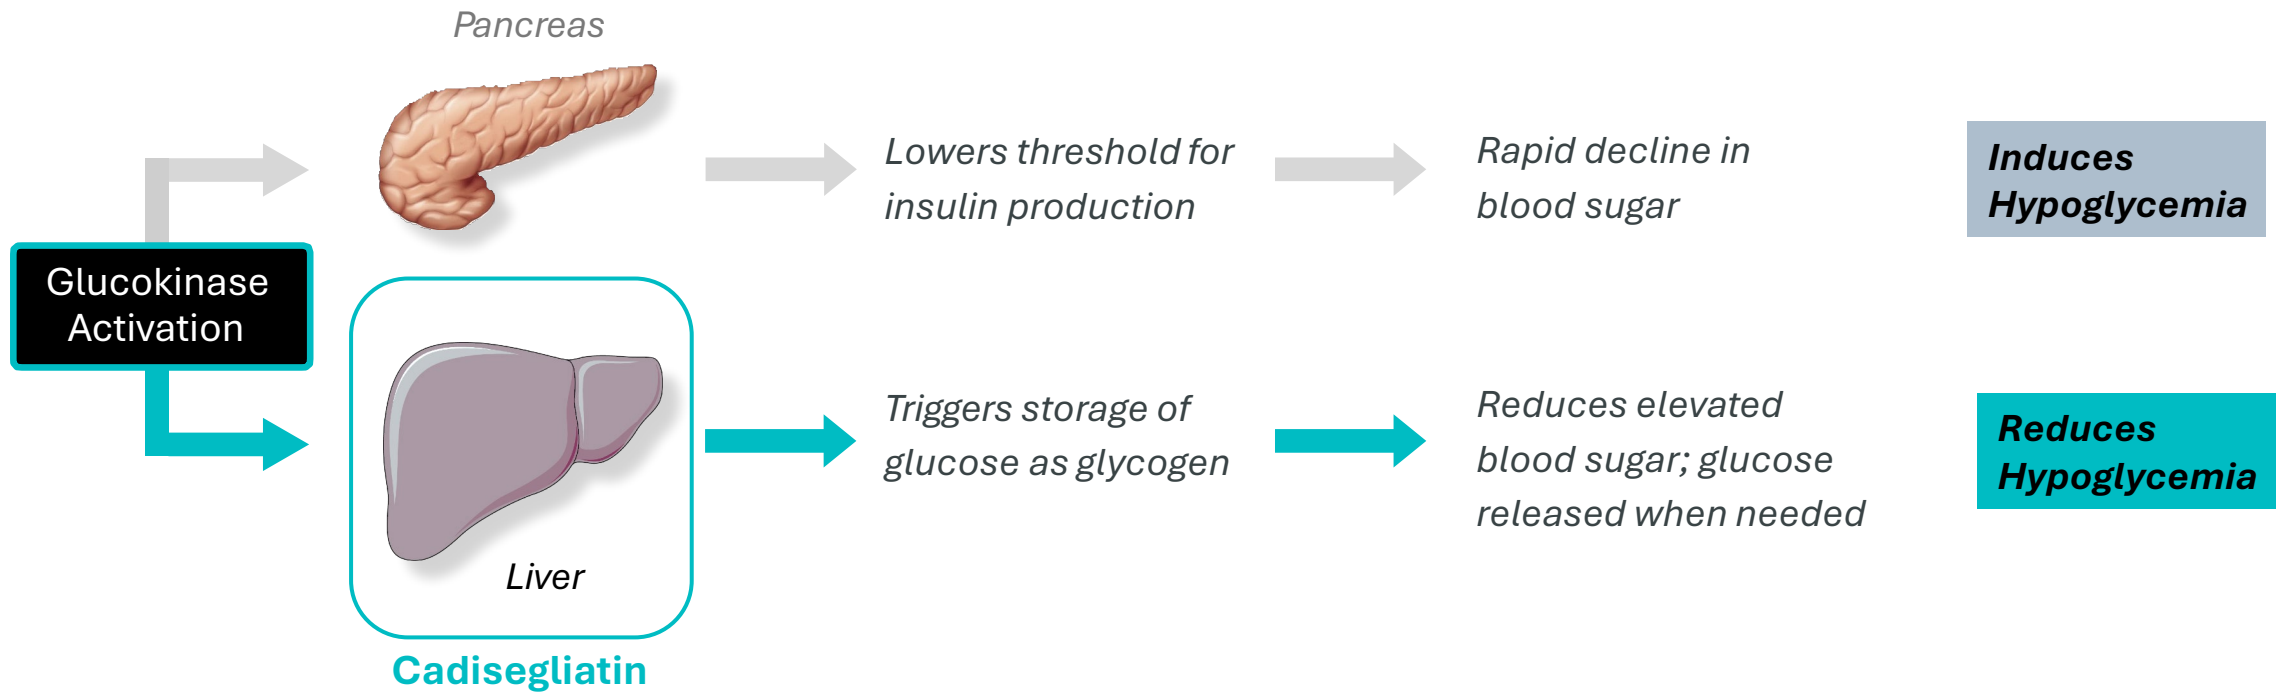 Pancreas
Lowers threshold for
insulin production
Rapid decline in
blood sugar
Induces
Hypoglycemia
Glucokinase
Activation
Liver
Cadisegliatin
Triggers storage of
glucose as glycogen
Reduces elevated
blood sugar; glucose
released when needed
Reduces
Hypoglycemia